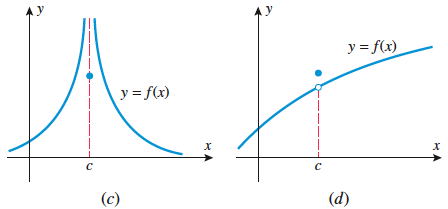 y
y = f(x)
x
c
(c)
y
y = f(x)
x
c
(d)